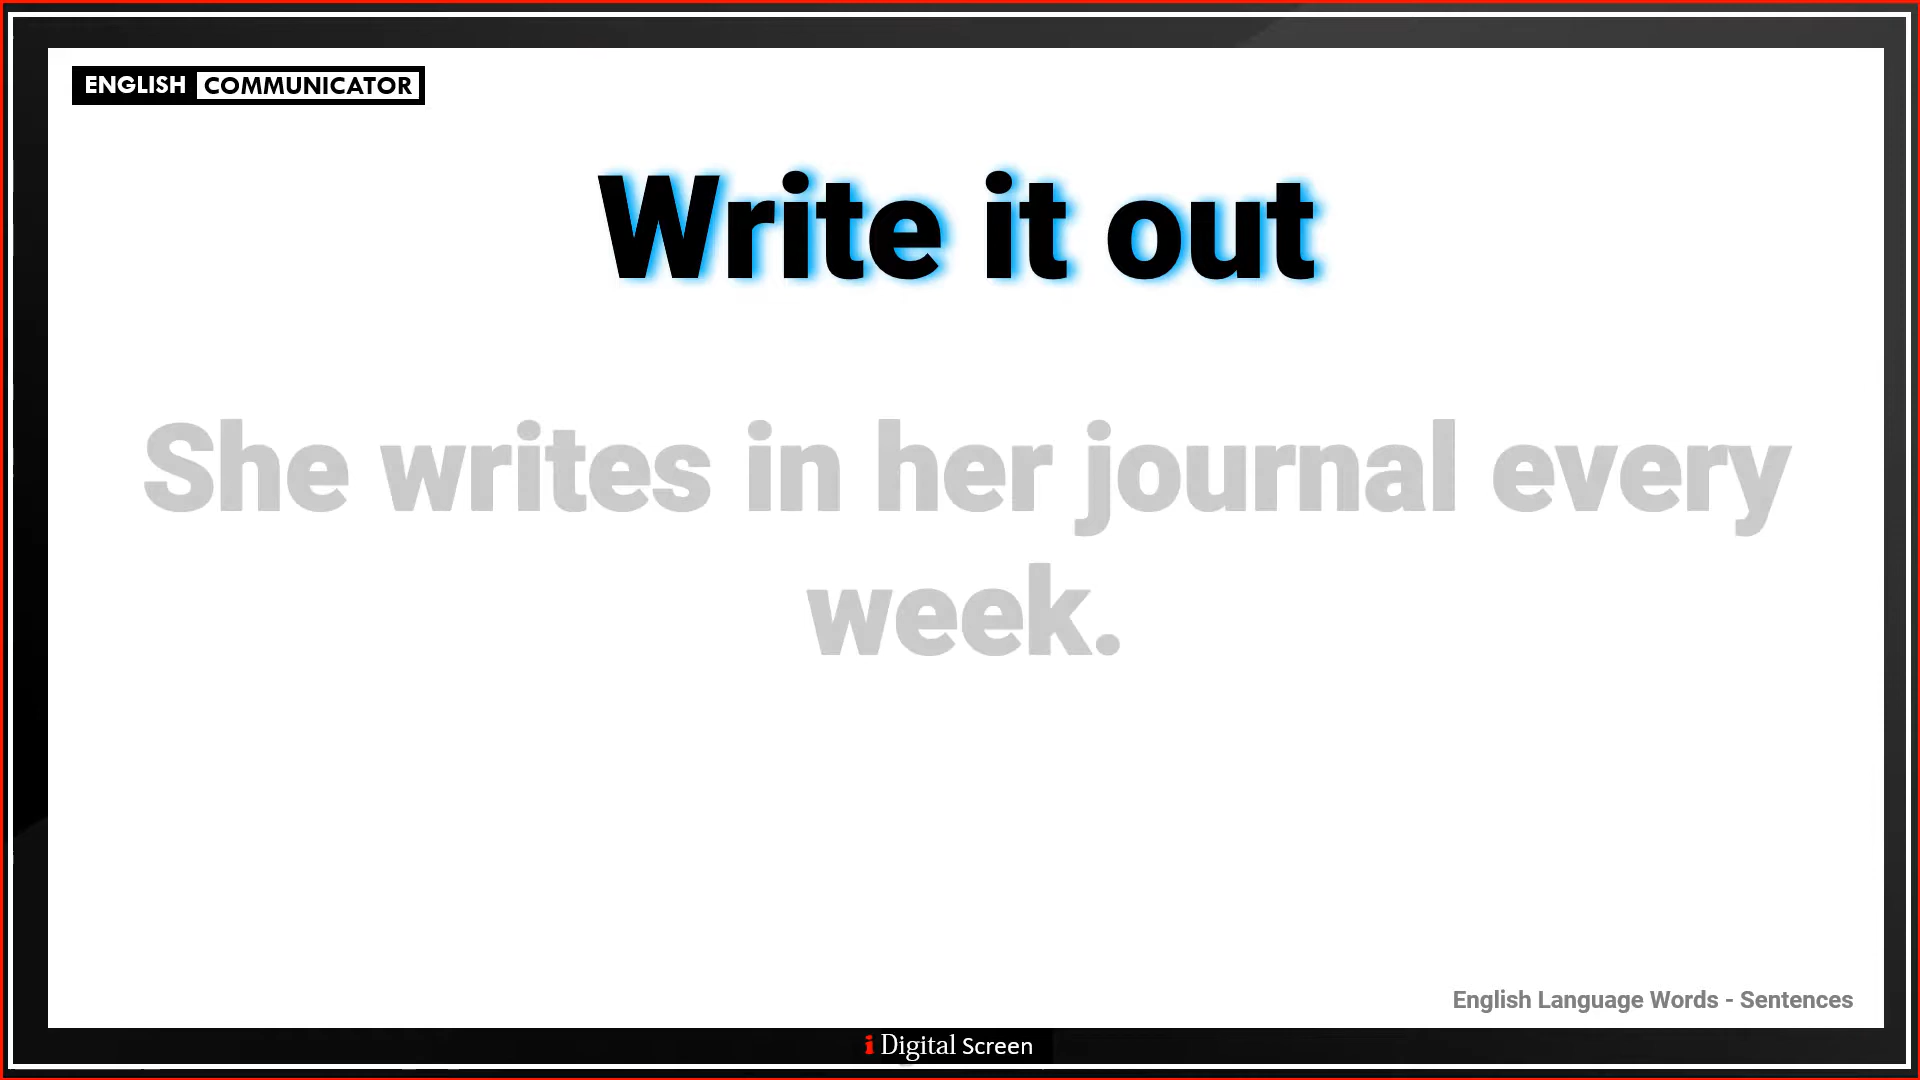 ENGLISH COMMUNICATOR
Write it out
She writes in her journal every
week.
English Language Words - Sentences
i Digital Screen